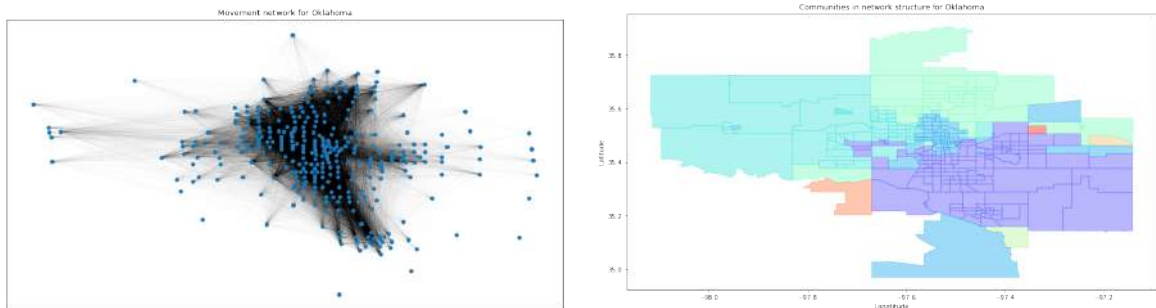 Movement network for Oklahoma
Communities in network structure for Oklahoma
35.8
35.6
35.4
35.2
35.0
Latitude
−98.0
−97.8
−97.6
−97.4
−97.2
Longtitude